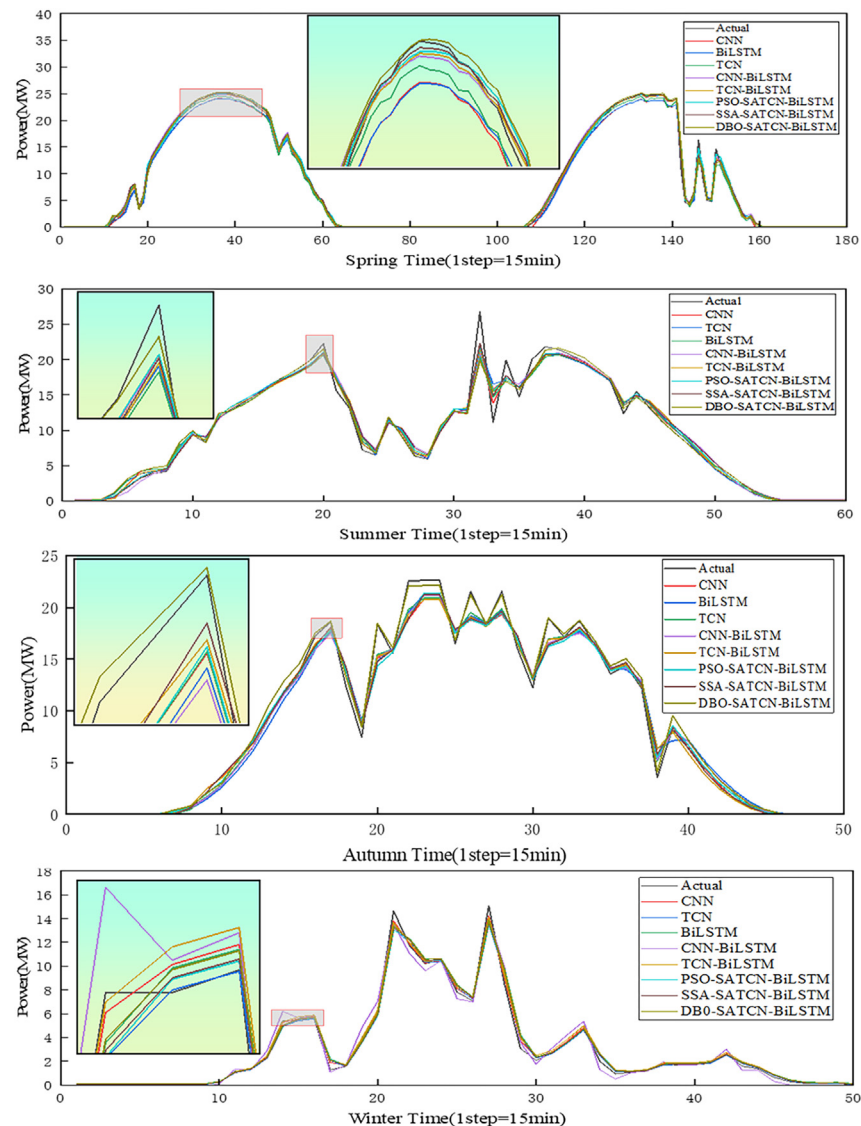 40
35
30
25
20
15
10
5
0
Power(MW)
Actual
CNN
BiLSTM
TCN
CNN-BiLSTM
TCN-BiLSTM
PSO-SATCN-BiLSTM
SSA-SATCN-BiLSTM
DBO-SATCN-BiLSTM
0 20 40 60 80 100 120 140 160 180
Spring Time(1step=15min)
30
25
20
15
10
5
0
Power(MW)
Actual
CNN
TCN
BiLSTM
CNN-BiLSTM
TCN-BiLSTM
PSO-SATCN-BiLSTM
SSA-SATCN-BiLSTM
DBO-SATCN-BiLSTM
0 10 20 30 40 50 60
Summer Time(1step=15min)
25
20
15
10
5
0
Power(MW)
Actual
CNN
BiLSTM
TCN
CNN-BiLSTM
TCN-BiLSTM
PSO-SATCN-BiLSTM
SSA-SATCN-BiLSTM
DBO-SATCN-BiLSTM
0 10 20 30 40 50
Autumn Time(1step=15min)
18
16
14
12
10
8
6
4
2
0
Power(MW)
Actual
CNN
TCN
BiLSTM
CNN-BiLSTM
TCN-BiLSTM
PSO-SATCN-BiLSTM
SSA-SATCN-BiLSTM
DB0-SATCN-BiLSTM
0 10 20 30 40 50
Winter Time(1step=15min)